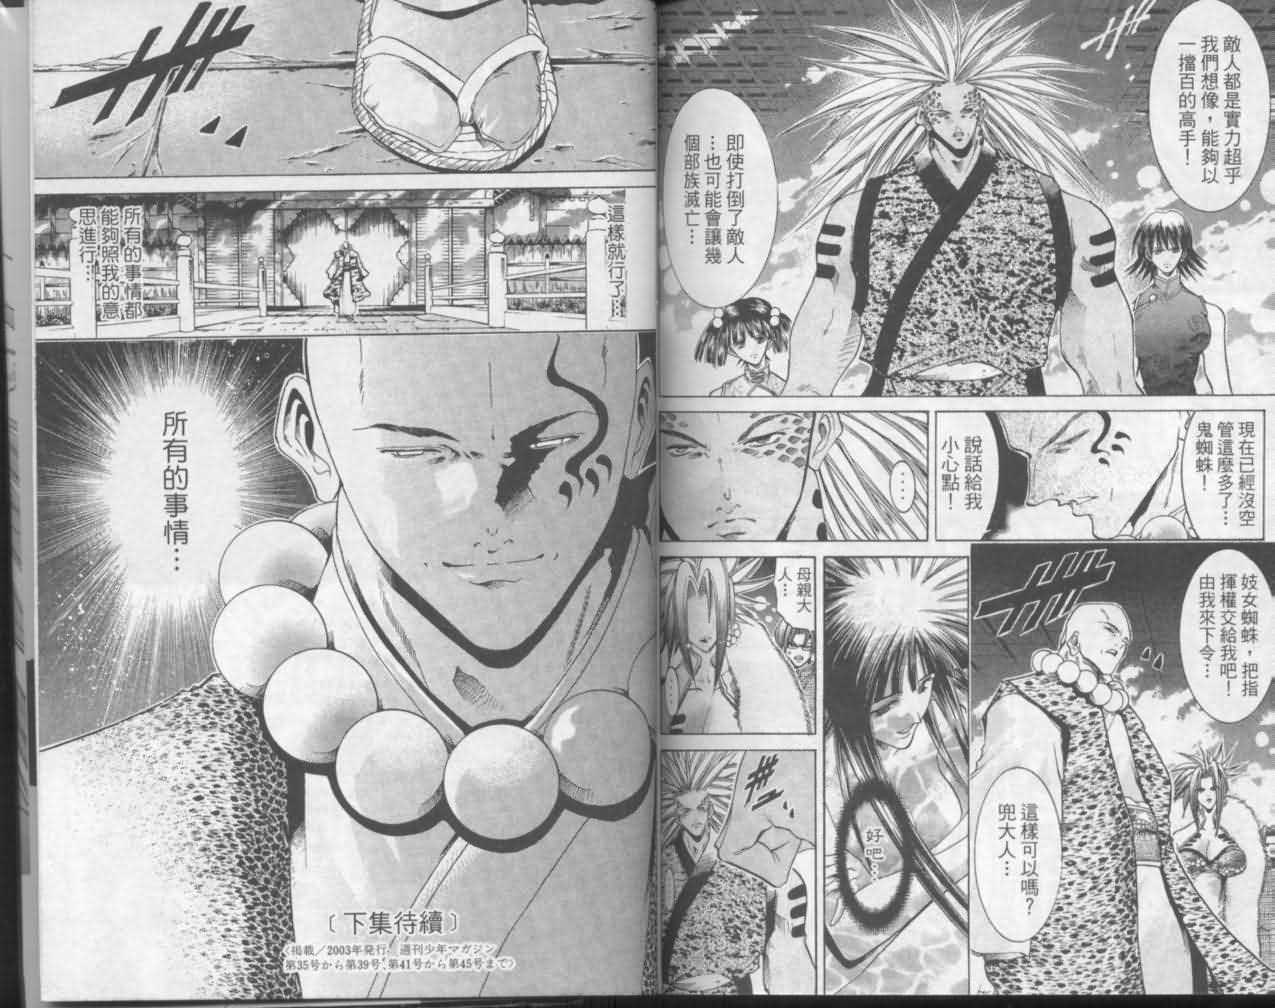 敵人都是實力超乎
我們想像，能夠以
一擋百的高手！
即使打倒了敵人
…也可能會讓幾
個部族滅亡…
現在已經沒空
管這麼多了…
鬼蜘蛛！
說話給我
小心點！
……
妓女蜘蛛，把指
揮權交給我吧！
由我來下令…
這樣可以嗎？
兜大人…
好吧…
母親大
人…
這樣就行了…
所有的事情都
能夠照我的意
思進行…
所有的事情…
〔下集待續〕
〈掲載／2003年発行、週刊少年マガジン
第35号から第39号、第41号から第45号まで〉